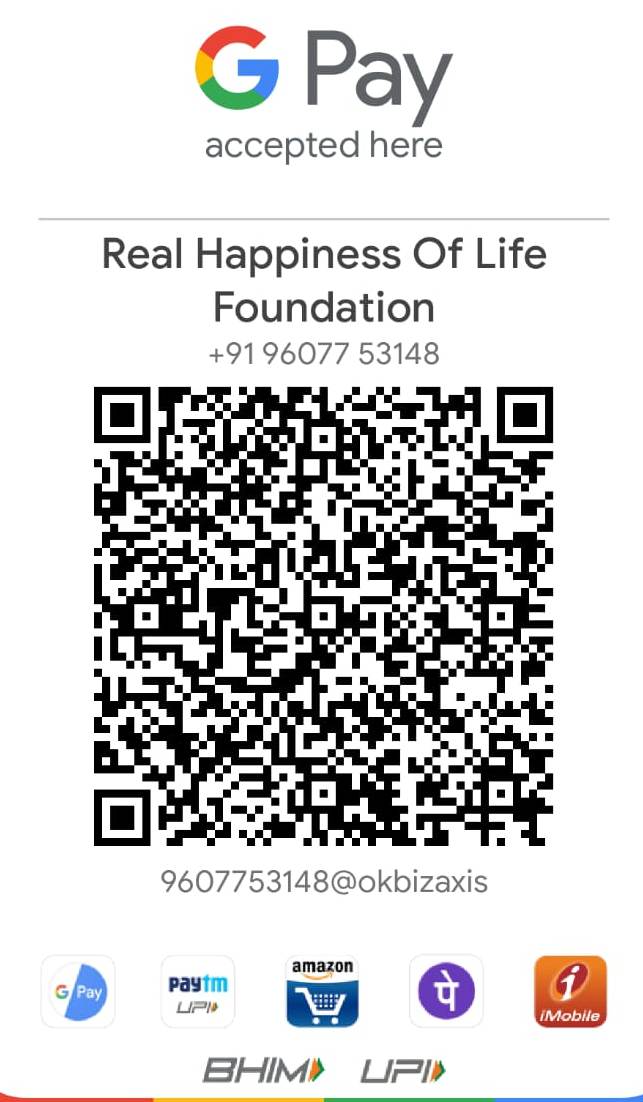 G Pay
accepted here
Real Happiness Of Life
Foundation
+91 96077 53148
9607753148@okbizaxis
G Pay
paytm
UPI
amazon
पे
i
iMobile
BHIM UPI